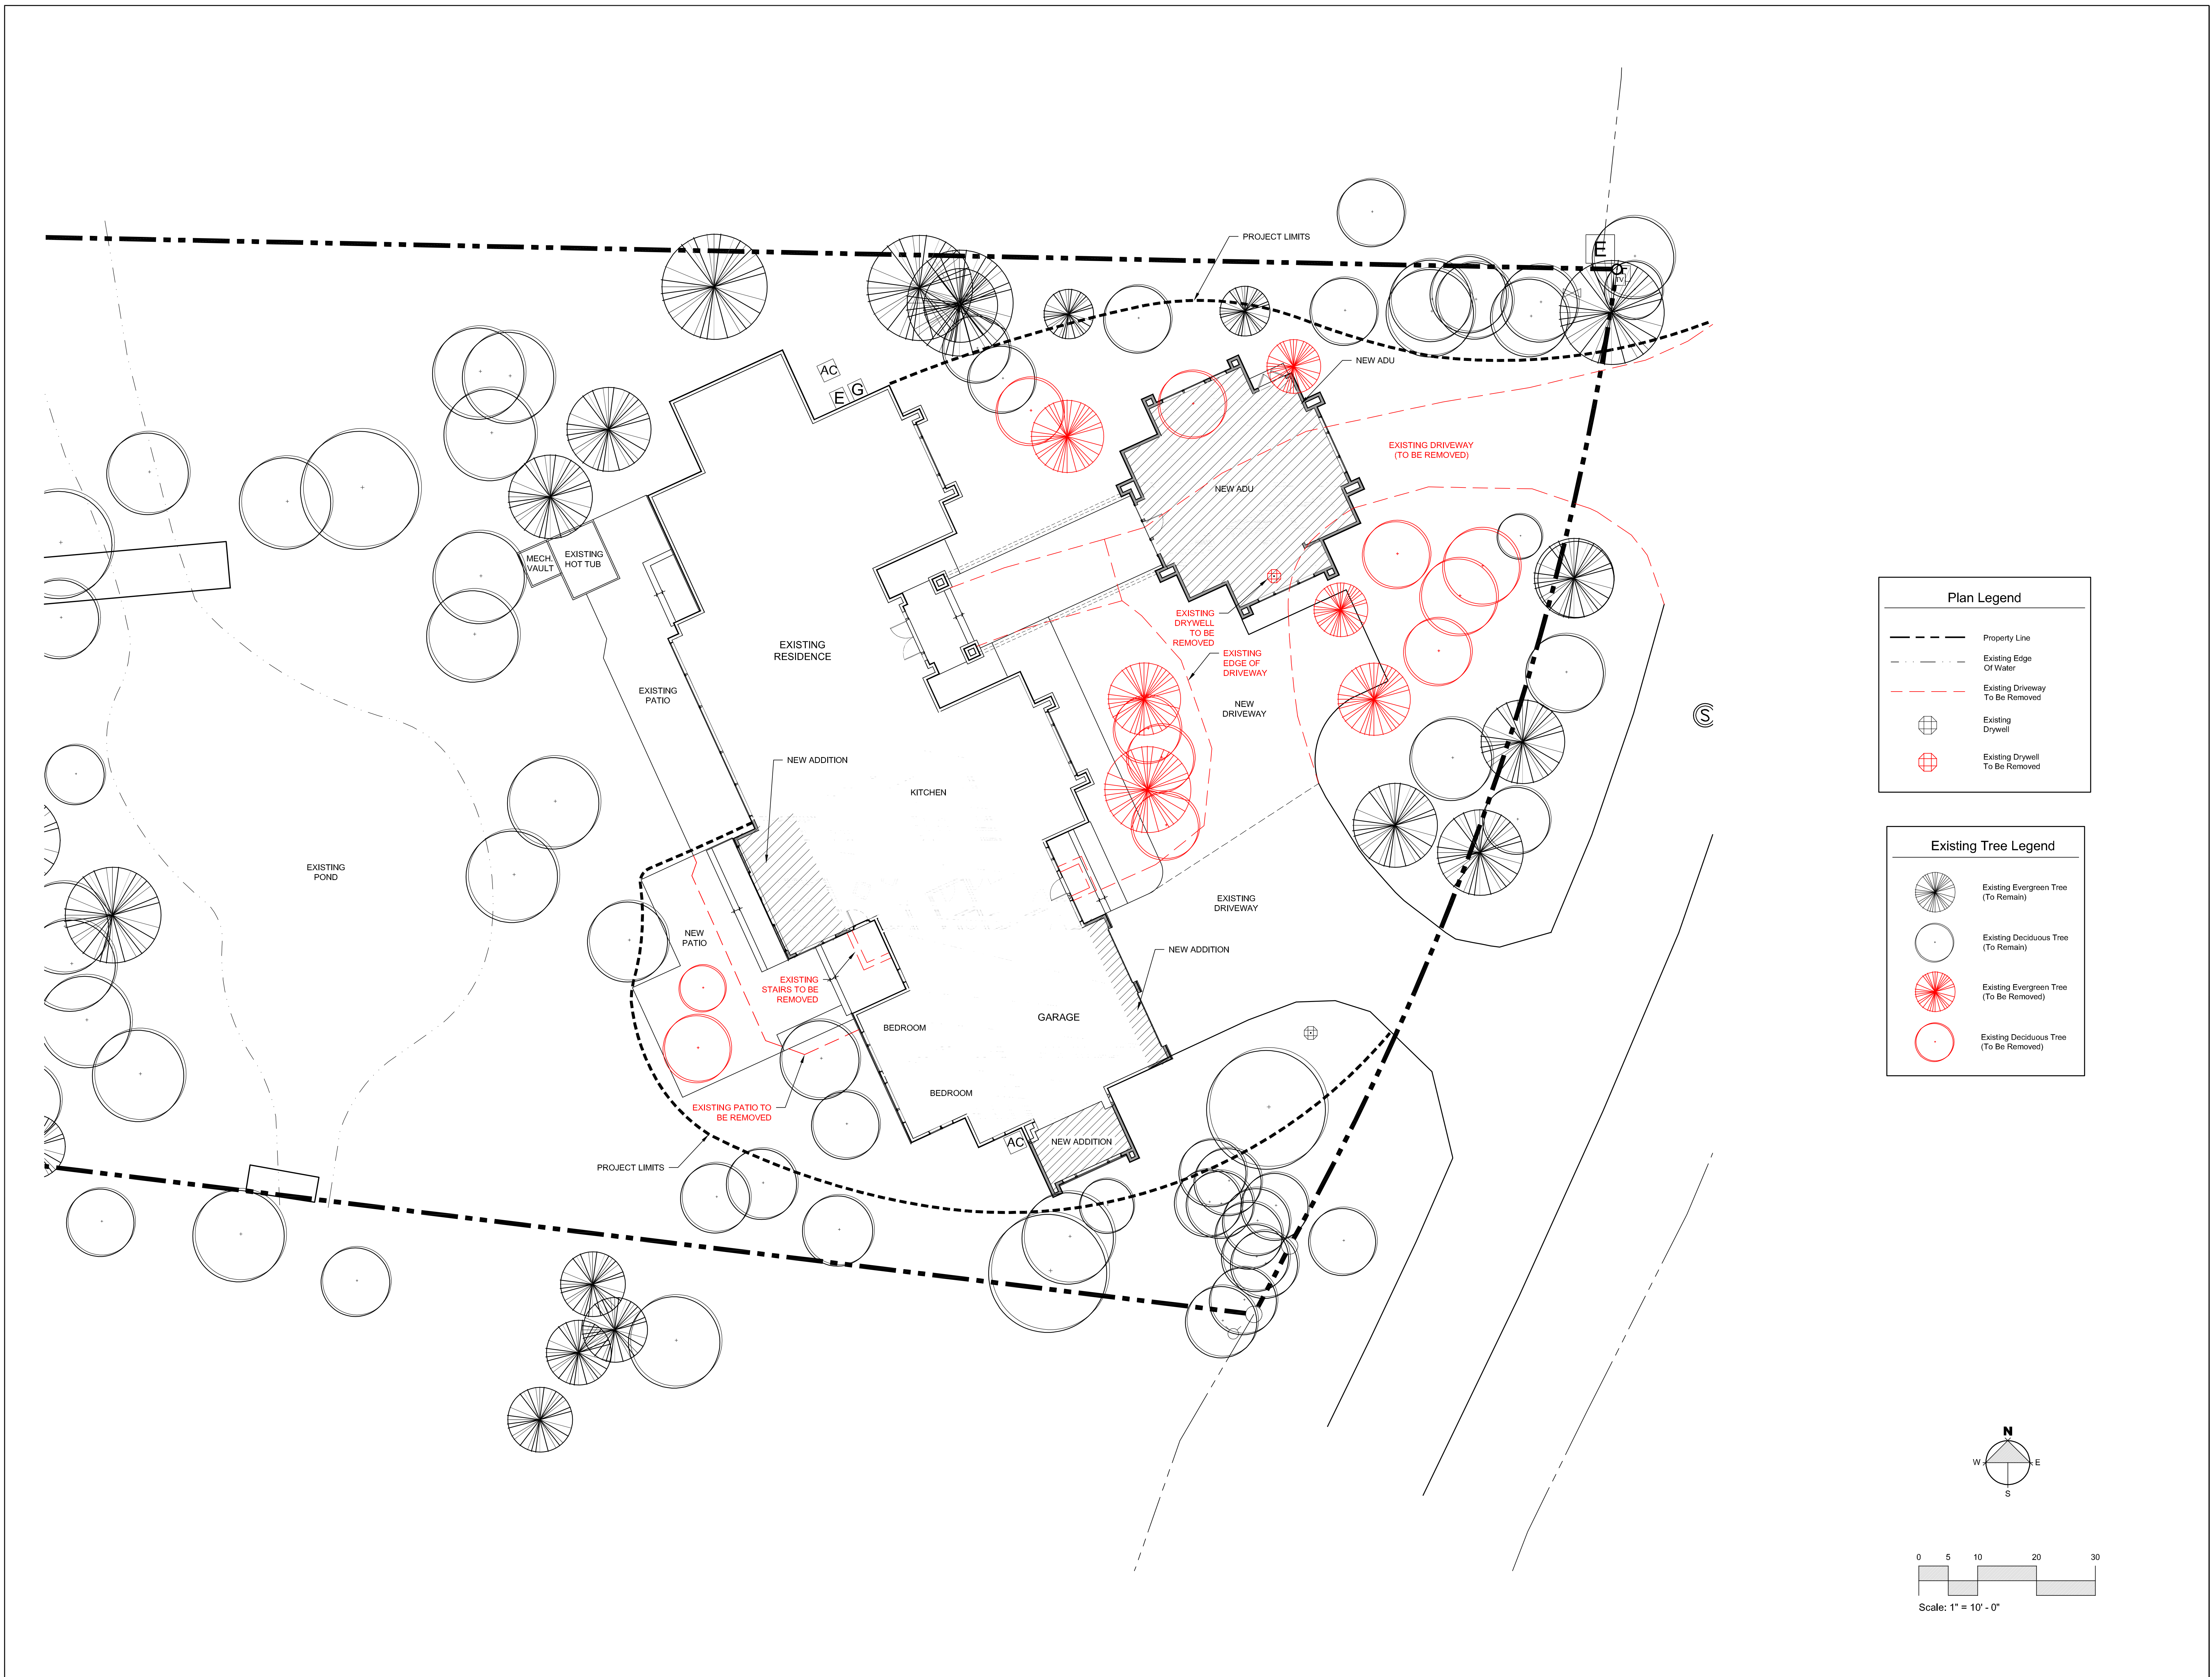 PROJECT LIMITS
E
NEW ADU
AC
E
G
EXISTING DRIVEWAY
(TO BE REMOVED)
NEW ADU
MECH.
VAULT
EXISTING
HOT TUB
EXISTING
DRYWELL
TO BE
REMOVED
EXISTING
RESIDENCE
EXISTING
EDGE OF
DRIVEWAY
EXISTING
PATIO
NEW
DRIVEWAY
S
NEW ADDITION
KITCHEN
EXISTING
POND
EXISTING
DRIVEWAY
NEW
PATIO
NEW ADDITION
EXISTING
STAIRS TO BE
REMOVED
GARAGE
BEDROOM
BEDROOM
EXISTING PATIO TO
BE REMOVED
AC
NEW ADDITION
PROJECT LIMITS
Plan Legend
Property Line
Existing Edge
Of Water
Existing Driveway
To Be Removed
Existing
Drywell
Existing Drywell
To Be Removed
Existing Tree Legend
Existing Evergreen Tree
(To Remain)
Existing Deciduous Tree
(To Remain)
Existing Evergreen Tree
(To Be Removed)
Existing Deciduous Tree
(To Be Removed)
N
W
E
S
0 5 10 20 30
Scale: 1" = 10' - 0"